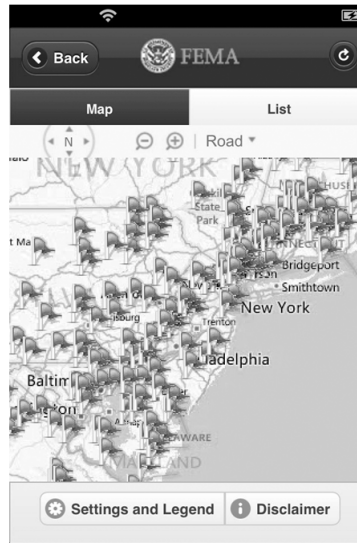 Back
FEMA
Map
List
N
Road
NEW YORK
State
Park
Bridgeport
Smithtown
New York
Trenton
adelphia
Baltim
MARYLAND
Settings and Legend
Disclaimer